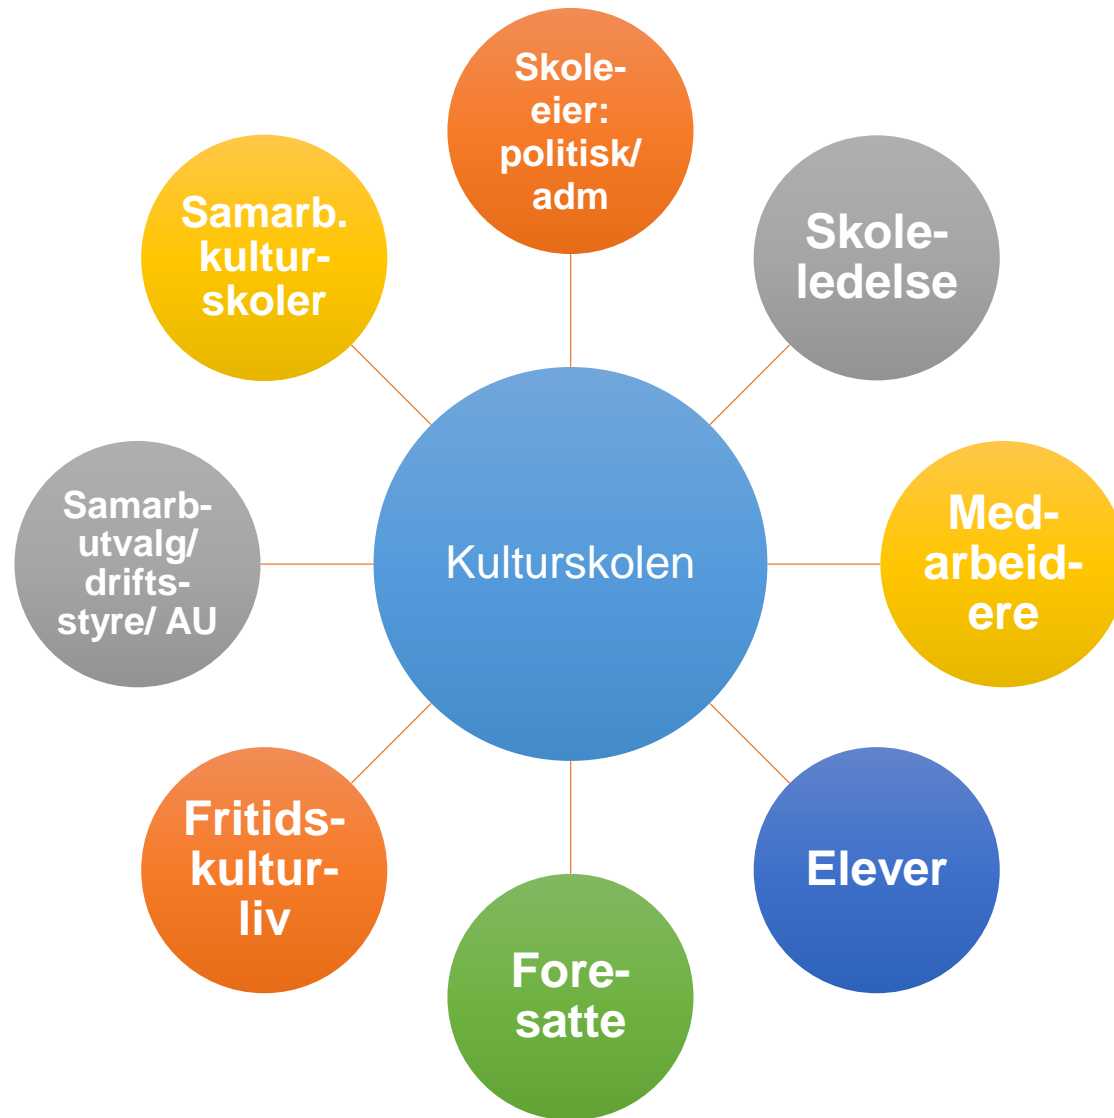 Skole-
eier:
politisk/
adm
Skole-
ledelse
Med-
arbeid-
ere
Elever
Fore-
satte
Fritids-
kultur-
liv
Samarb-
utvalg/
drifts-
styre/ AU
Samarb.
kultur-
skoler
Kulturskolen